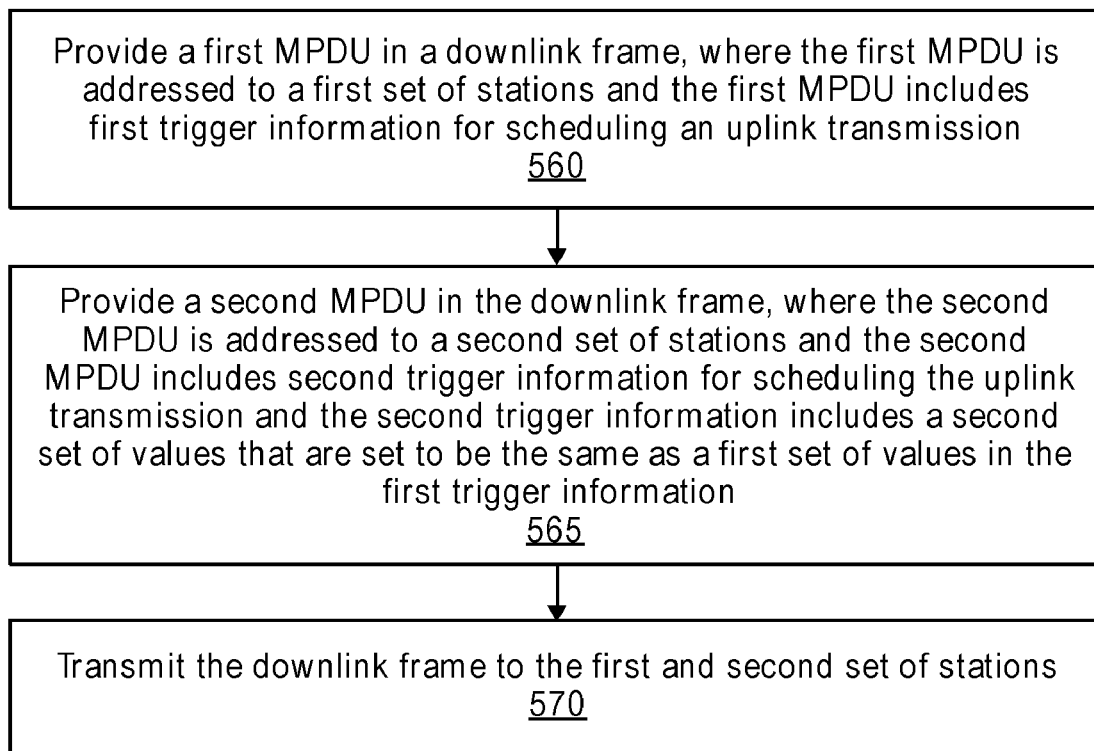 Provide a first MPDU in a downlink frame, where the first MPDU is
addressed to a first set of stations and the first MPDU includes
first trigger information for scheduling an uplink transmission
560
Provide a second MPDU in the downlink frame, where the second
MPDU is addressed to a second set of stations and the second
MPDU includes second trigger information for scheduling the uplink
transmission and the second trigger information includes a second
set of values that are set to be the same as a first set of values in the
first trigger information
565
Transmit the downlink frame to the first and second set of stations
570